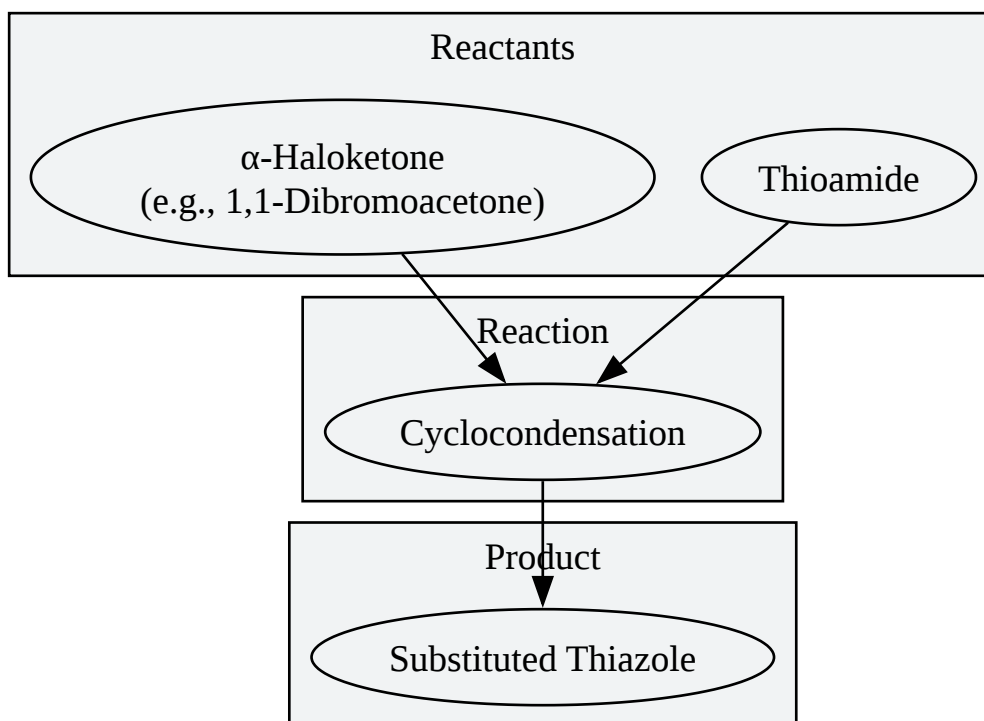 Reactants
α-Haloketone
(e.g., 1,1-Dibromoacetone)
Thioamide
Reaction
Cyclocondensation
Product
Substituted Thiazole